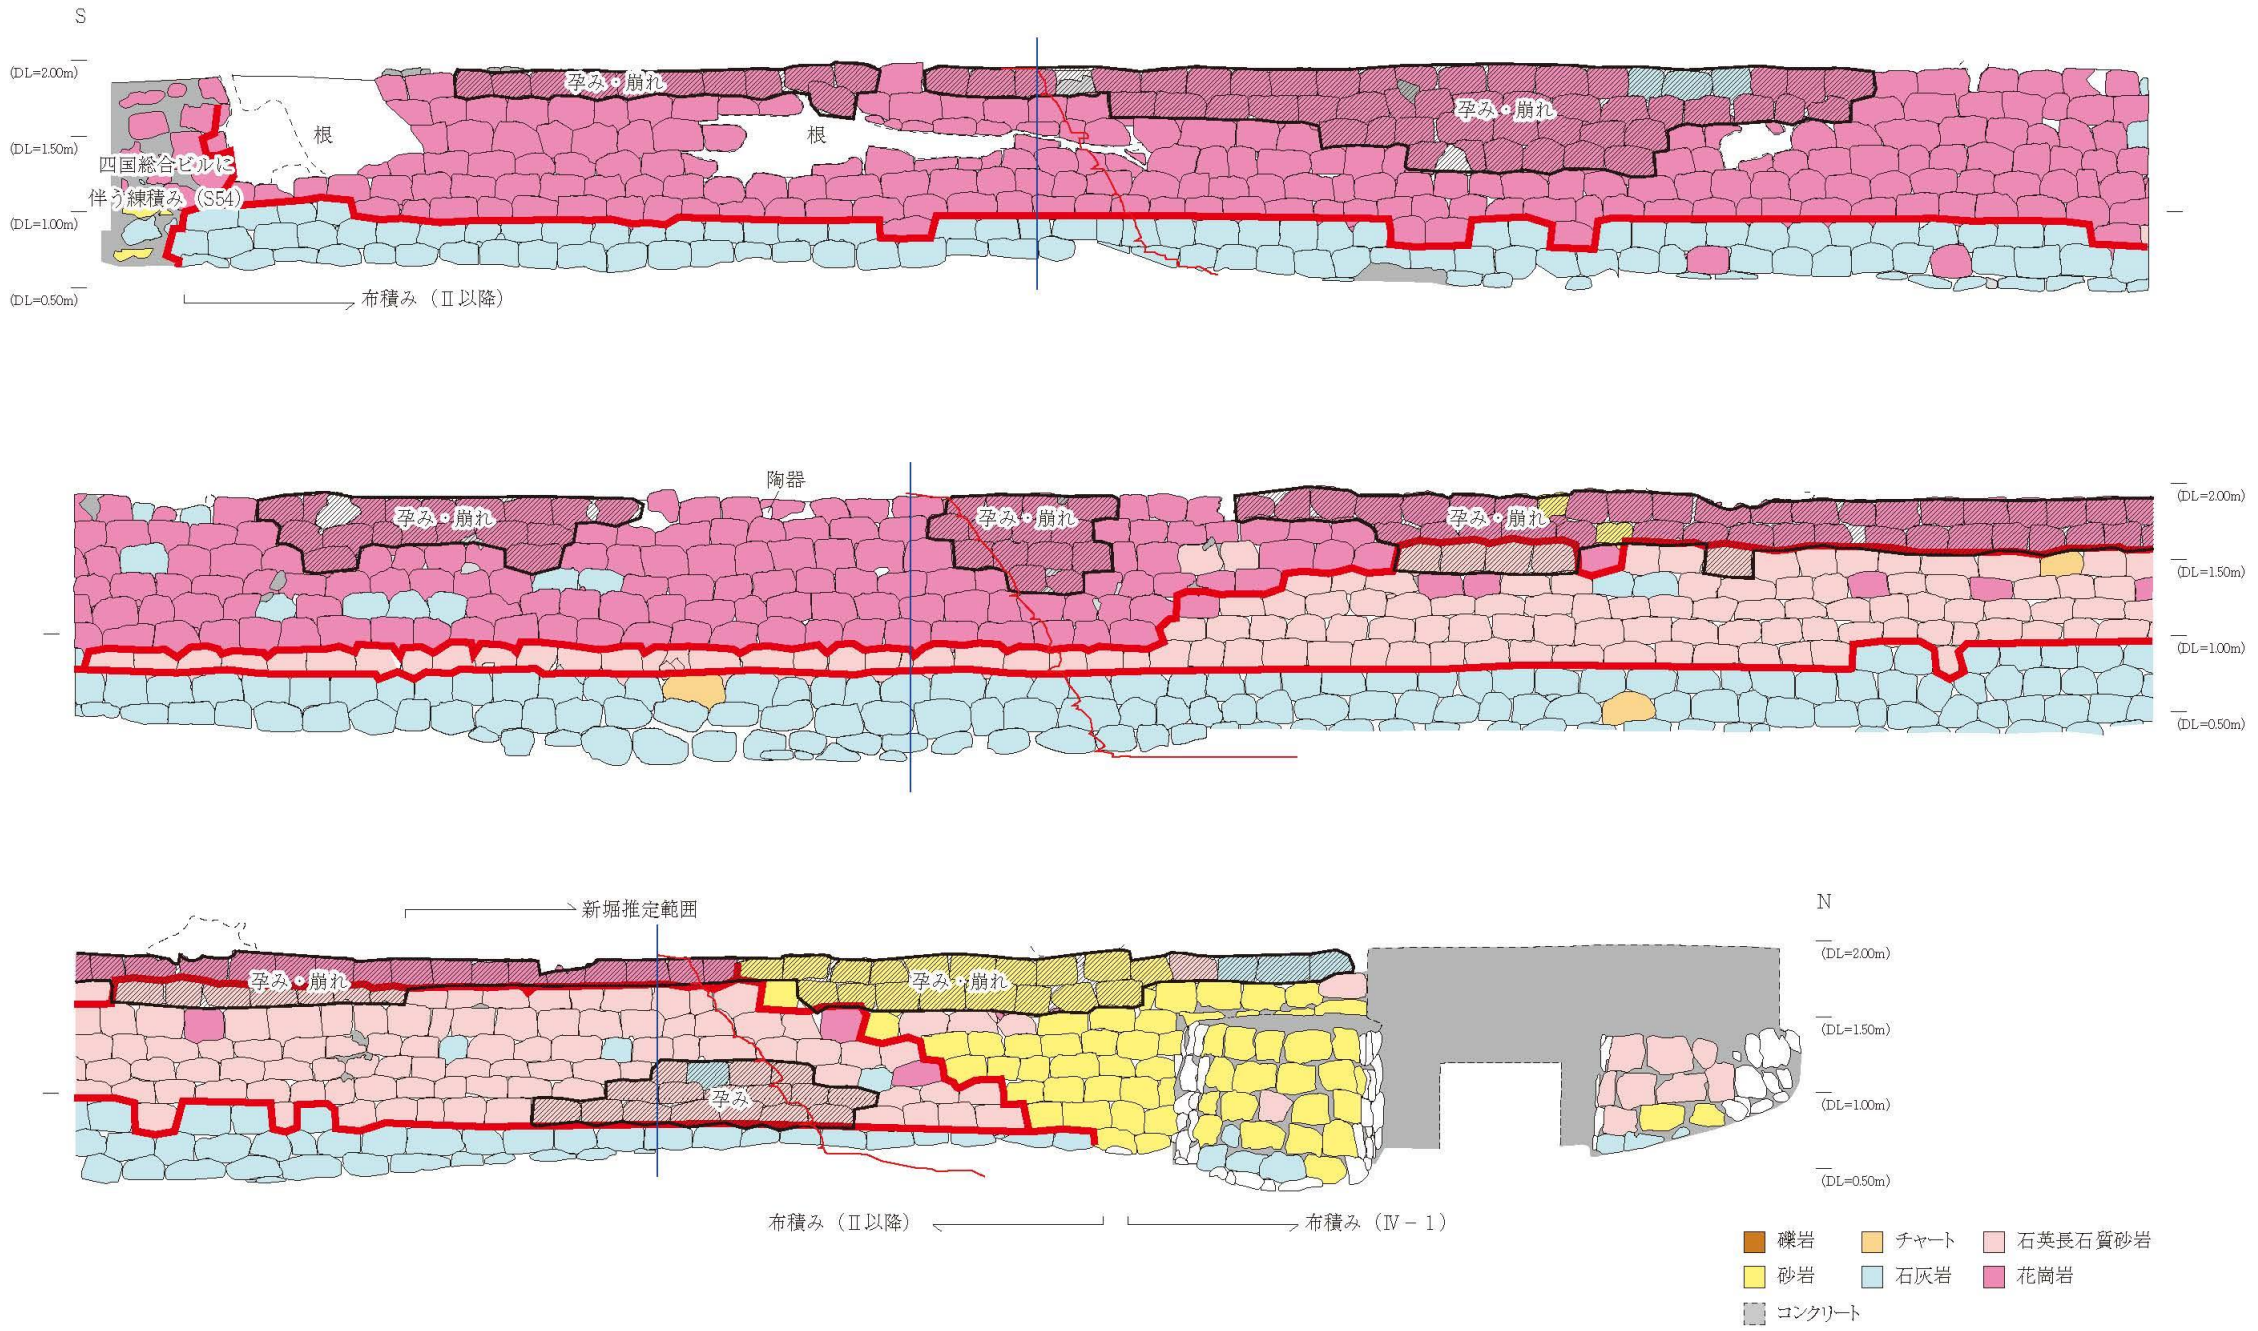 S
(DL=2.00m)
孕み・崩れ
孕み・崩れ
根
根
(DL=1.50m)
四国総合ビルに
伴う練積み（S54）
(DL=1.00m)
(DL=0.50m)
布積み（Ⅱ以降）
陶器
(DL=2.00m)
孕み・崩れ
孕み・崩れ
孕み・崩れ
(DL=1.50m)
(DL=1.00m)
(DL=0.50m)
新堀推定範囲
N
(DL=2.00m)
孕み・崩れ
孕み・崩れ
(DL=1.50m)
孕み
(DL=1.00m)
(DL=0.50m)
布積み（Ⅱ以降）
布積み（Ⅳ－1）
礫岩
チャート
石英長石質砂岩
砂岩
石灰岩
花崗岩
コンクリート